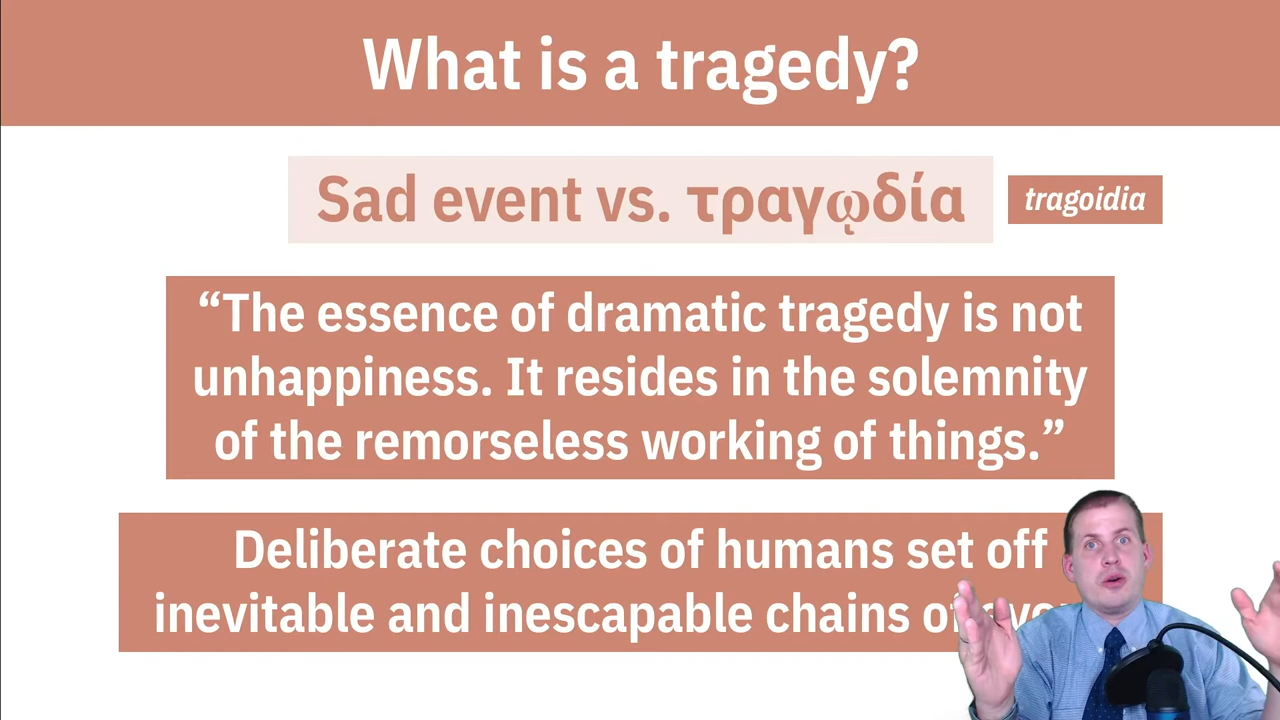 What is a tragedy?
Sad event vs. τραγῳδία
tragoidia
“The essence of dramatic tragedy is not
unhappiness. It resides in the solemnity
of the remorseless working of things.”
Deliberate choices of humans set off
inevitable and inescapable chains of